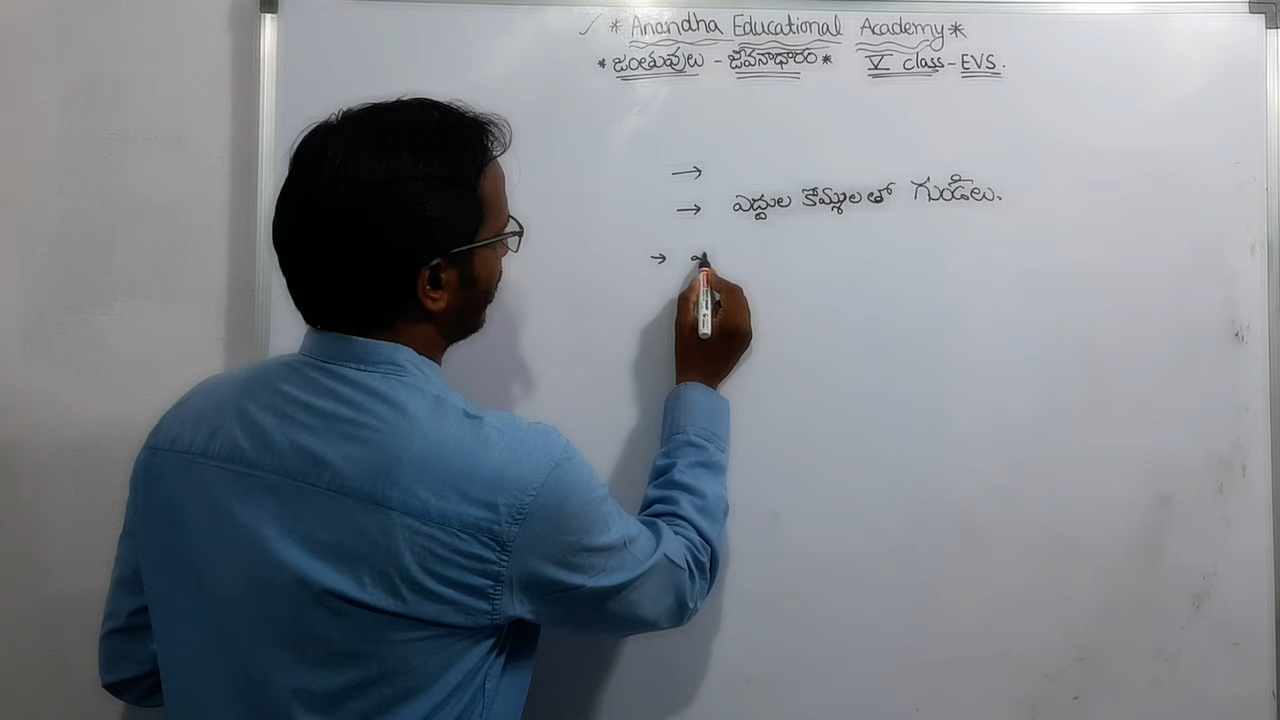 ✓ * Anandha Educational Academy *
* జంతువులు - జీవనాధారం * V class - EVS.
→
→ ఎద్దుల కొమ్ములతో గుండీలు.
→